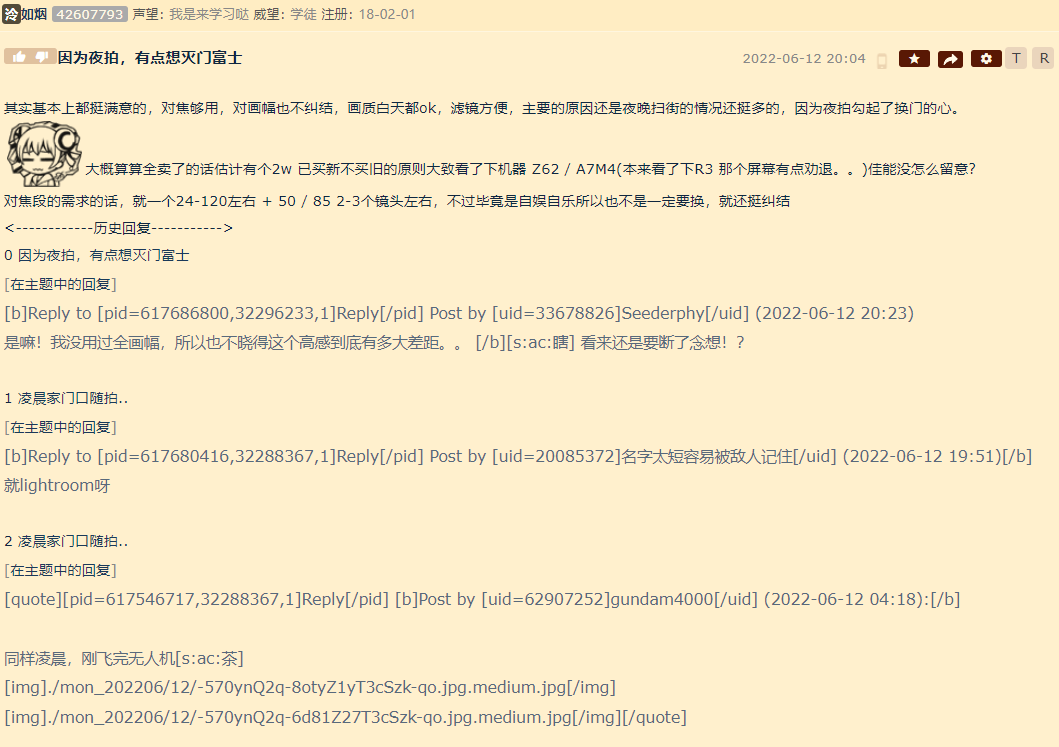 泠如烟 42607793 声望: 我是来学习哒 威望: 学徒 注册: 18-02-01
因为夜拍，有点想灭门富士 2022-06-12 20:04 T R
其实基本上都挺满意的，对焦够用，对画幅也不纠结，画质白天都ok，滤镜方便，主要的原因还是夜晚扫街的情况还挺多的，因为夜拍勾起了换门的心。
大概算算全卖了的话估计有个2w 已买新不买旧的原则大致看了下机器 Z62 / A7M4(本来看了下R3 那个屏幕有点劝退。。)佳能没怎么留意?
对焦段的需求的话，就一个24-120左右 + 50 / 85 2-3个镜头左右，不过毕竟是自娱自乐所以也不是一定要换，就还挺纠结
<------------历史回复----------->
0 因为夜拍，有点想灭门富士
[在主题中的回复]
[b]Reply to [pid=617686800,32296233,1]Reply[/pid] Post by [uid=33678826]Seederphy[/uid] (2022-06-12 20:23)
是嘛！我没用过全画幅，所以也不晓得这个高感到底有多大差距。。 [/b][s:ac:瞎] 看来还是要断了念想！？
1 凌晨家门口随拍..
[在主题中的回复]
[b]Reply to [pid=617680416,32288367,1]Reply[/pid] Post by [uid=20085372]名字太短容易被敌人记住[/uid] (2022-06-12 19:51)[/b]
就lightroom呀
2 凌晨家门口随拍..
[在主题中的回复]
[quote][pid=617546717,32288367,1]Reply[/pid] [b]Post by [uid=62907252]gundam4000[/uid] (2022-06-12 04:18):[/b]
同样凌晨，刚飞完无人机[s:ac:茶]
[img]./mon_202206/12/-570ynQ2q-8otyZ1yT3cSzk-qo.jpg.medium.jpg[/img]
[img]./mon_202206/12/-570ynQ2q-6d81Z27T3cSzk-qo.jpg.medium.jpg[/img][/quote]